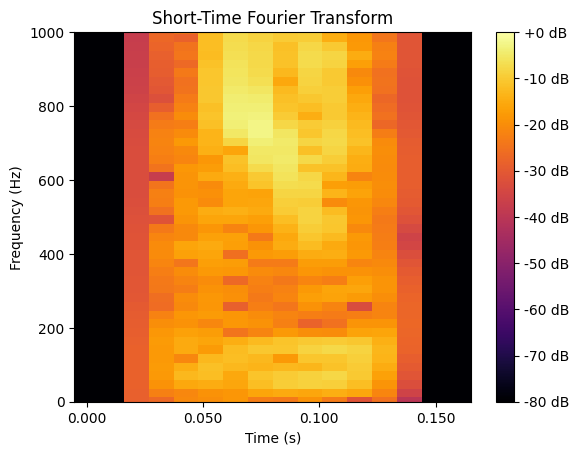 Short-Time Fourier Transform
1000
800
600
400
200
0
Frequency (Hz)
0.000
0.050
0.100
0.150
Time (s)
+0 dB
-10 dB
-20 dB
-30 dB
-40 dB
-50 dB
-60 dB
-70 dB
-80 dB